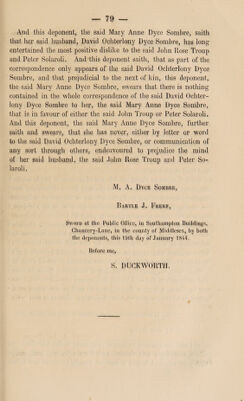 — 79 —
And this deponent, the said Mary Anne Dyce Sombre, saith
that her said husband, David Ochterlony Dyce Sombre, has long
entertained the most positive dislike to the said John Rose Troup
and Peter Solaroli. And this deponent saith, that as part of the
correspondence only appears of the said David Ochterlony Dyce
Sombre, and that prejudicial to the next of kin, this deponent,
the said Mary Anne Dyce Sombre, swears that there is nothing
contained in the whole correspondence of the said David Ochter-
lony Dyce Sombre to her, the said Mary Anne Dyce Sombre,
that is in favour of either the said John Troup or Peter Solaroli.
And this deponent, the said Mary Anne Dyce Sombre, further
saith and swears, that she has never, either by letter or word
to the said David Ochterlony Dyce Sombre, or communication of
any sort through others, endeavoured to prejudice the mind
of her said husband, the said John Rose Troup and Peter So-
laroli.
M. A. Dyce Sombre,
Bartle J. Frere,
Sworn at the Public Office, in Southampton Buildings,
Chancery-Lane, in the county of Middlesex, by both
the deponents, this 15th day of January 1844.
Before me,
S. DUCKWORTH.